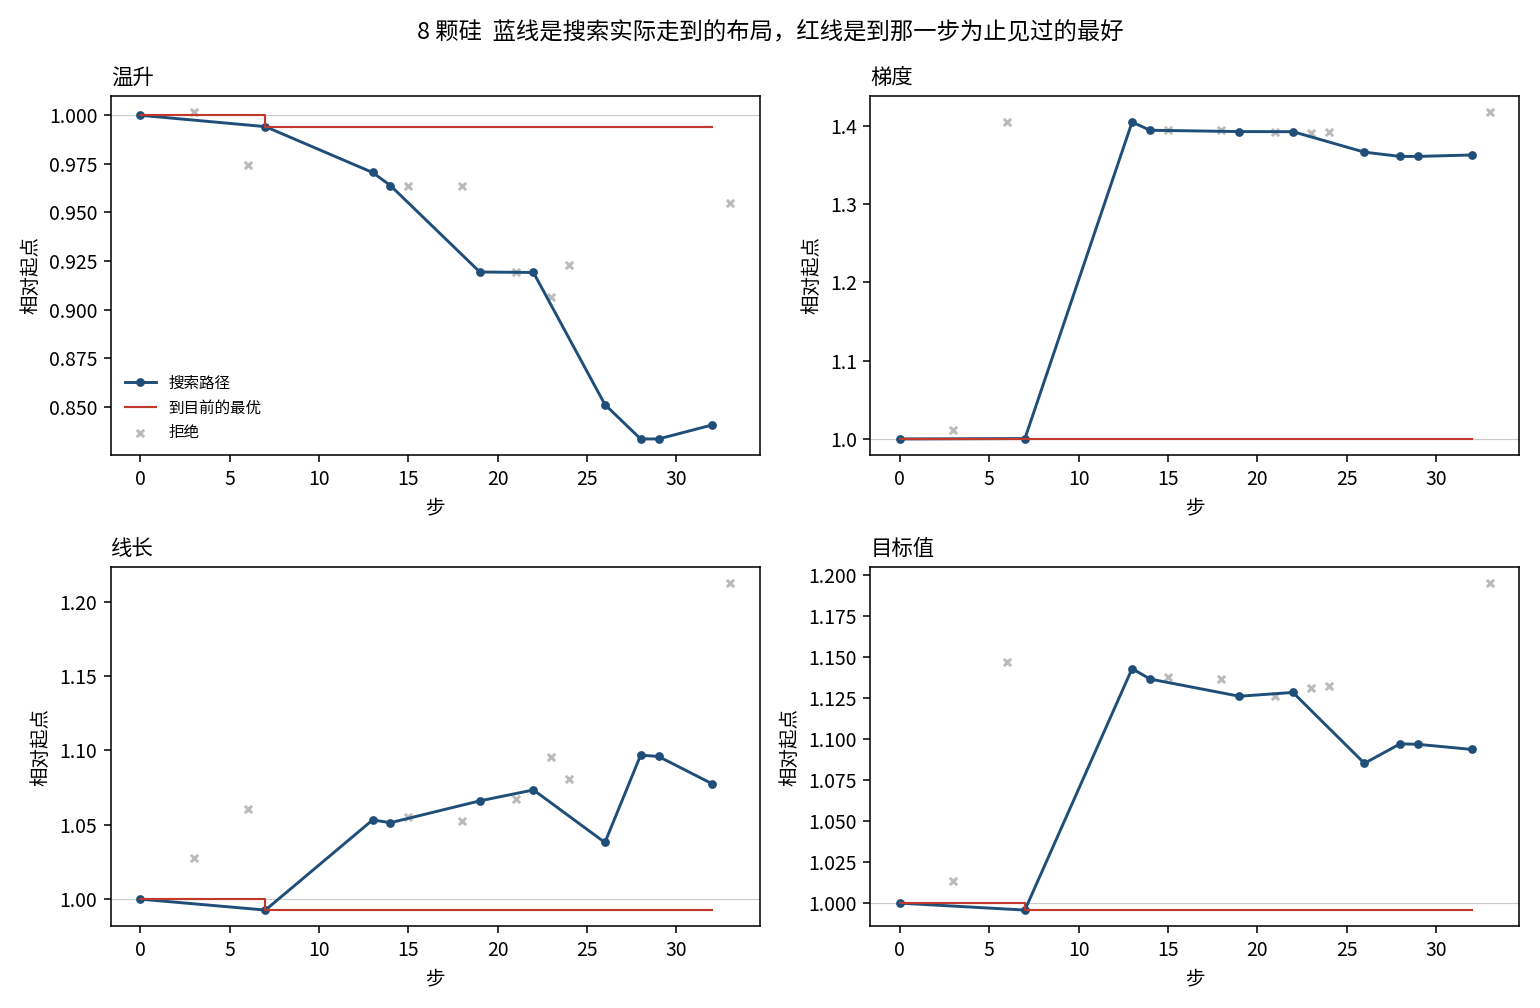 8 颗硅  蓝线是搜索实际走到的布局，红线是到那一步为止见过的最好
温升
相对起点
1.000
0.975
0.950
0.925
0.900
0.875
0.850
搜索路径
到目前的最优
拒绝
0 5 10 15 20 25 30
步
梯度
相对起点
1.4
1.3
1.2
1.1
1.0
0 5 10 15 20 25 30
步
线长
相对起点
1.20
1.15
1.10
1.05
1.00
0 5 10 15 20 25 30
步
目标值
相对起点
1.200
1.175
1.150
1.125
1.100
1.075
1.050
1.025
1.000
0 5 10 15 20 25 30
步